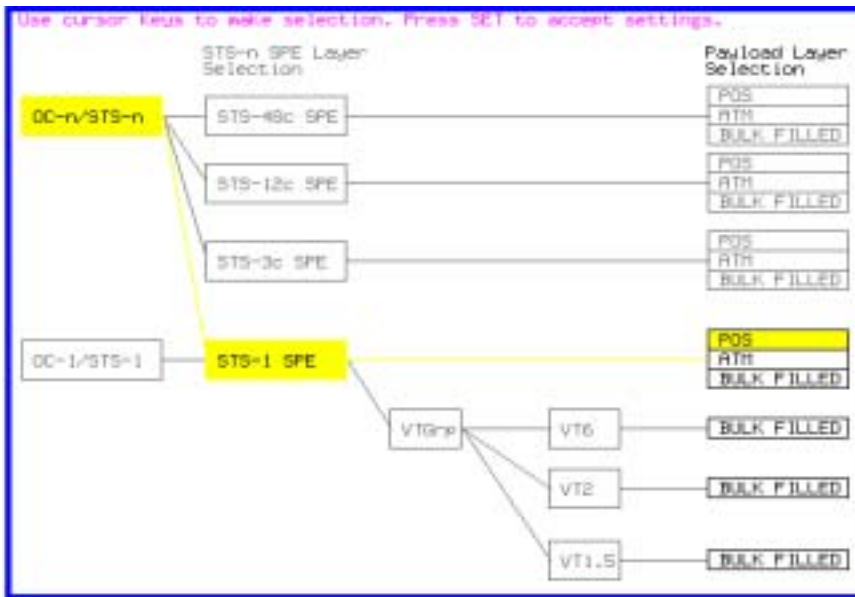 Use cursor keys to make selection. Press SET to accept settings.
STS-n SPE Layer
Selection
Payload Layer
Selection
OC-n/STS-n
STS-48c SPE
POS
ATM
BULK FILLED
STS-12c SPE
POS
ATM
BULK FILLED
STS-3c SPE
POS
ATM
BULK FILLED
OC-1/STS-1
STS-1 SPE
POS
ATM
BULK FILLED
VTGrp
VT6
BULK FILLED
VT2
BULK FILLED
VT1.5
BULK FILLED